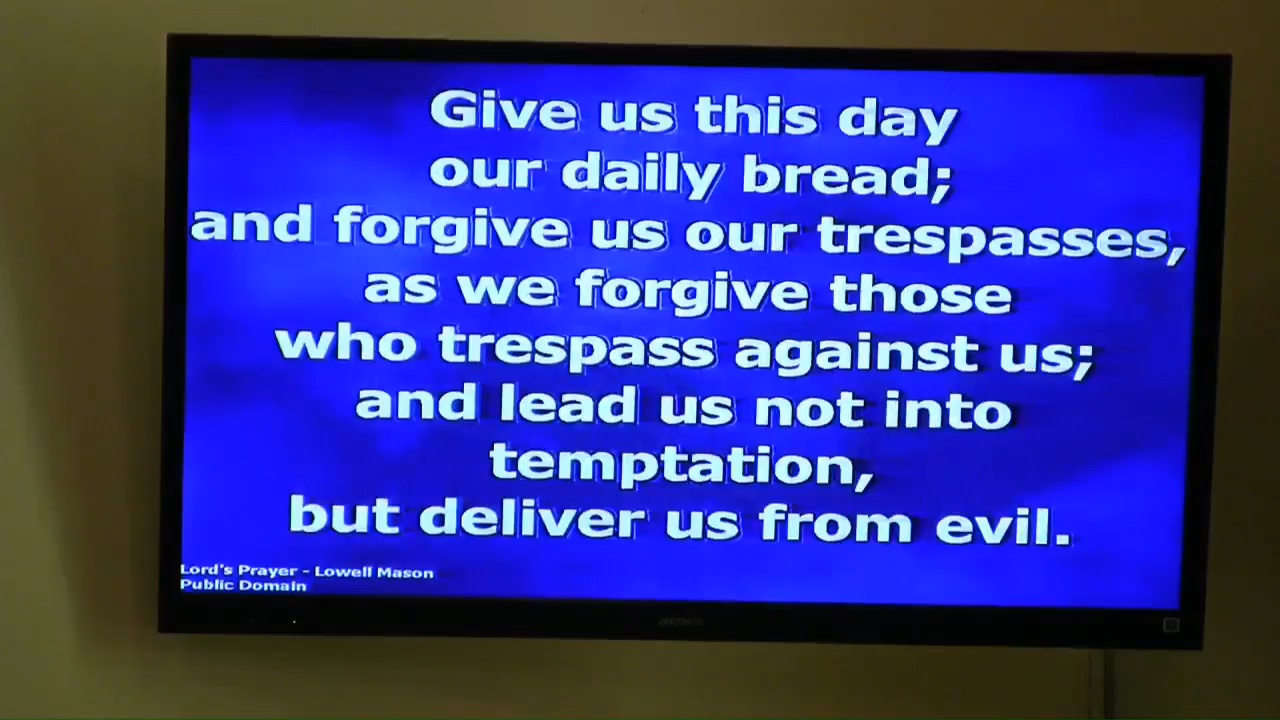 Give us this day
our daily bread;
and forgive us our trespasses,
as we forgive those
who trespass against us;
and lead us not into
temptation,
but deliver us from evil.
Lord's Prayer - Lowell Mason
Public Domain
SONY